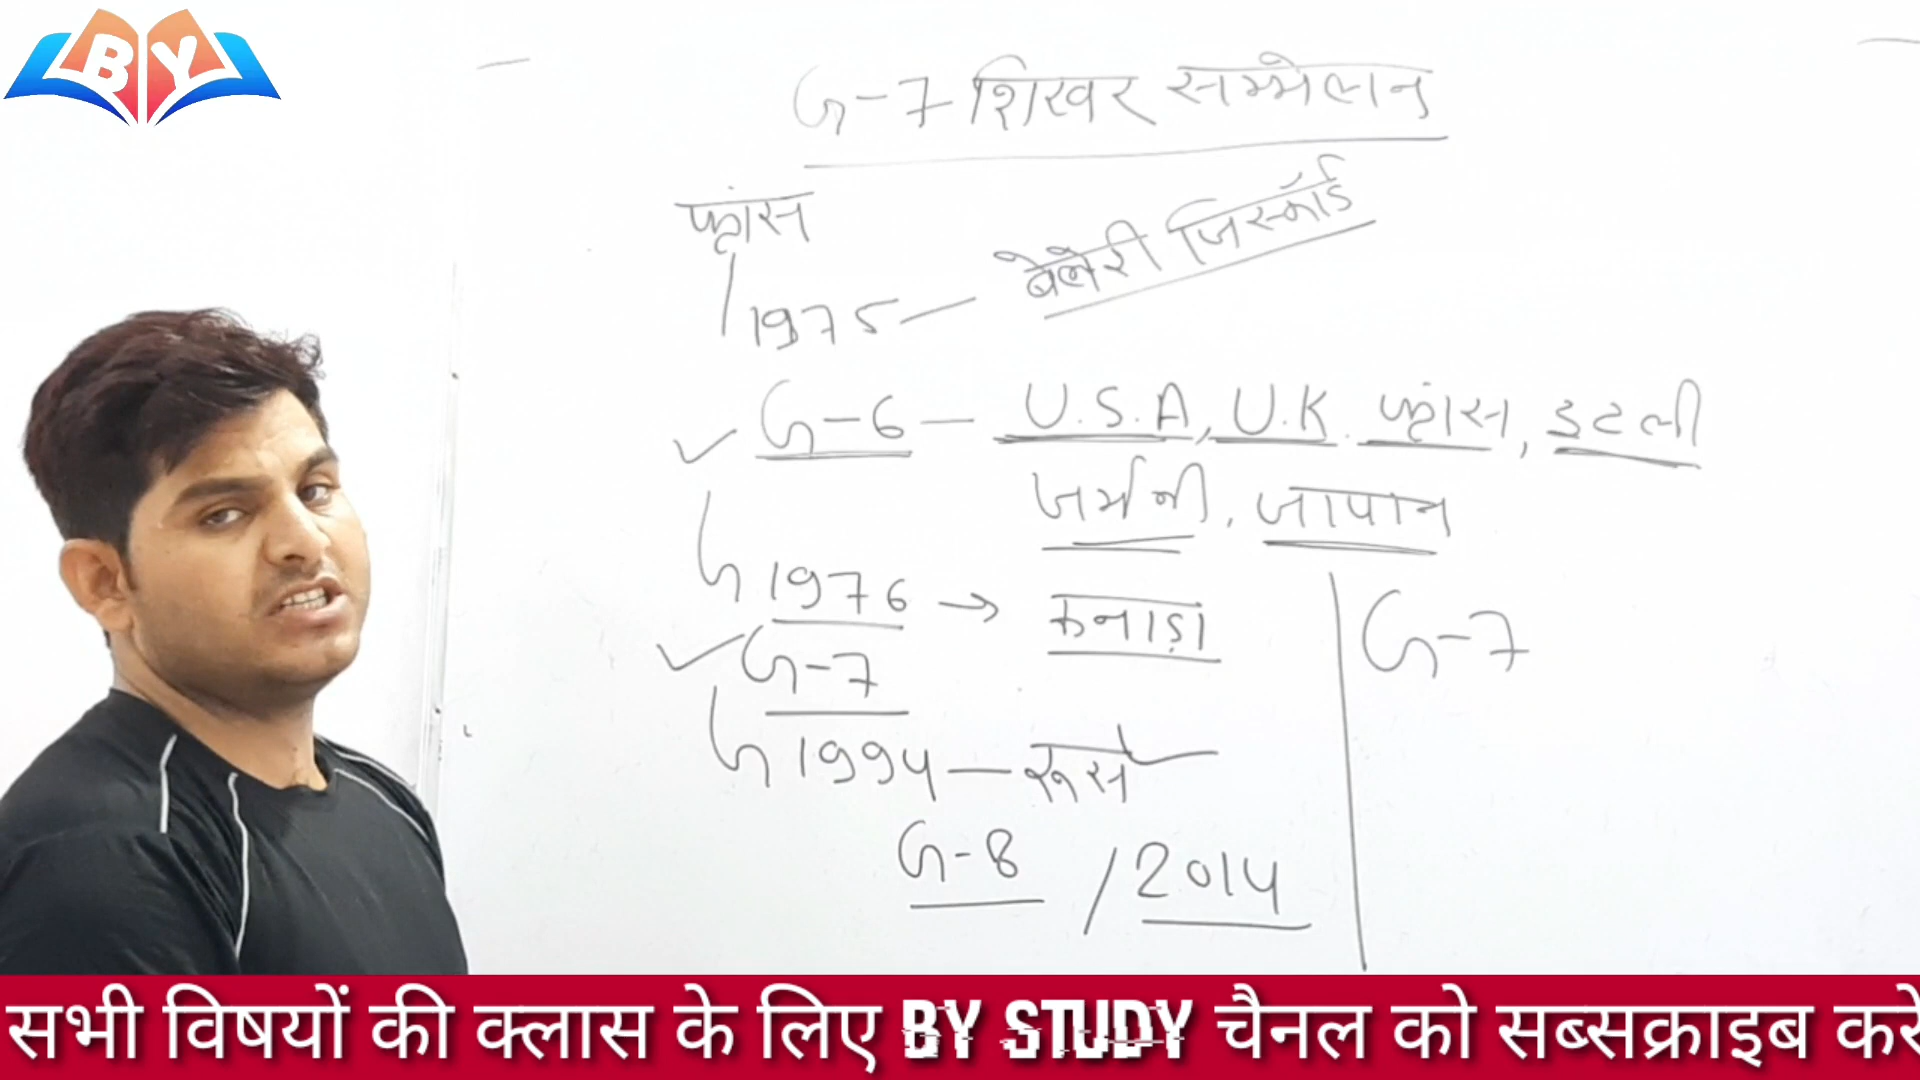 BY
G-7 शिखर सम्मेलन
फ्रांस
1975 - बेलेरी जिस्कार्ड
G-6 - U.S.A, U.K. फ्रांस, इटली
जर्मनी, जापान
1976 → कनाडा
G-7
G-7
1994 - रूस
G-8 / 2014
सभी विषयों की क्लास के लिए BY STUDY चैनल को सब्सक्राइब करे